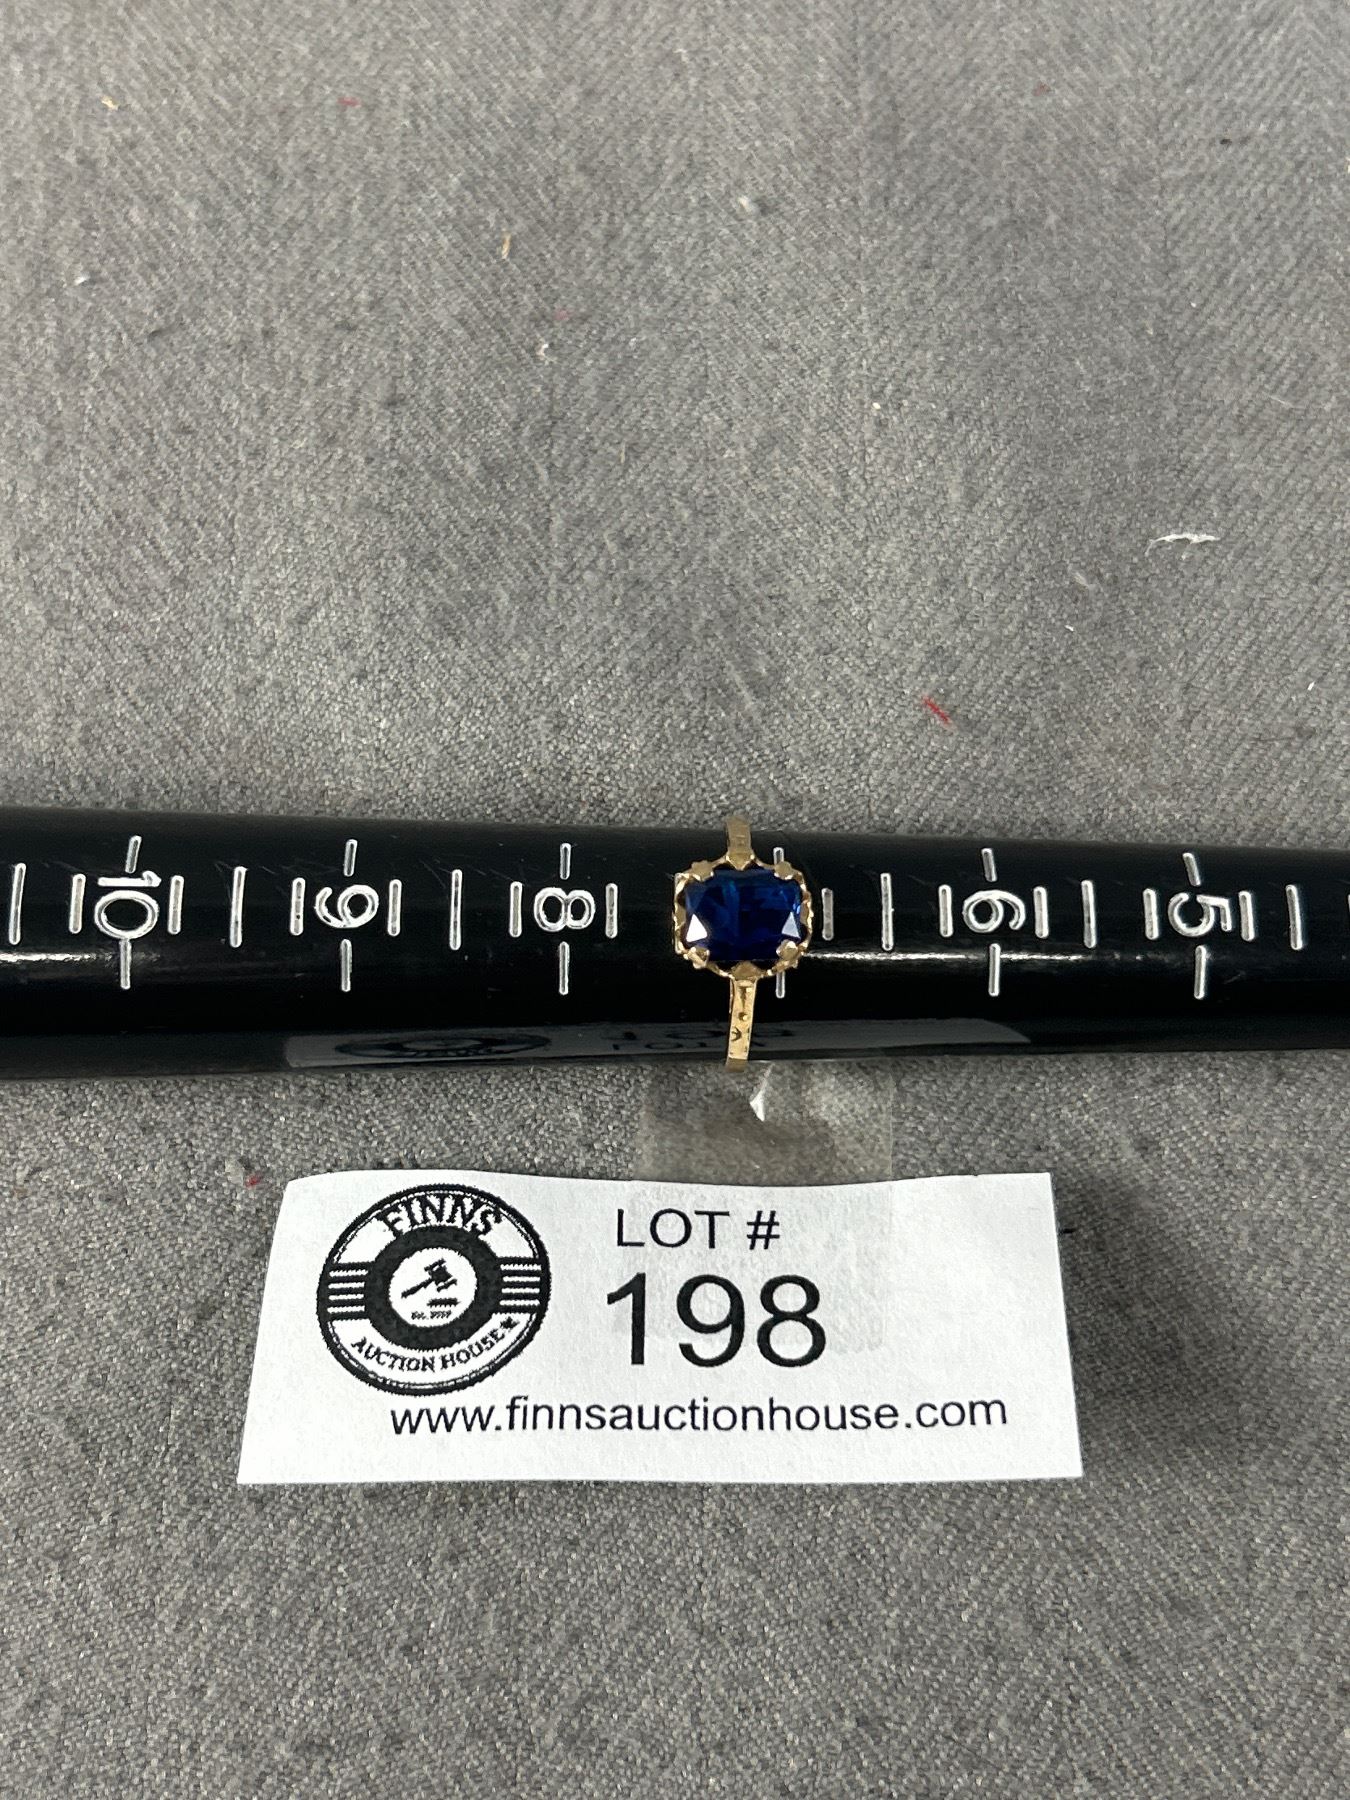 10 9 8 6 5
FINNS
AUCTION HOUSE
LOT #
198
www.finnsauctionhouse.com